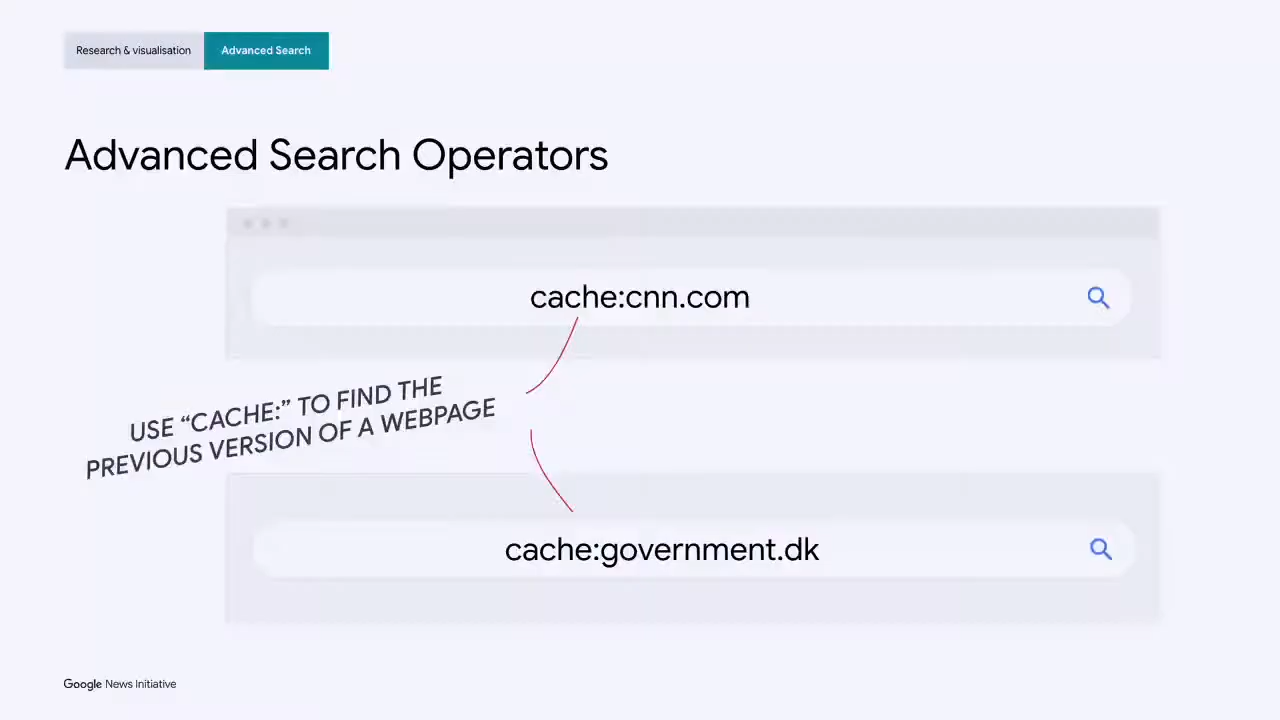 Research & visualisation
Advanced Search
Advanced Search Operators
cache:cnn.com
USE “CACHE:” TO FIND THE
PREVIOUS VERSION OF A WEBPAGE
cache:government.dk
Google News Initiative